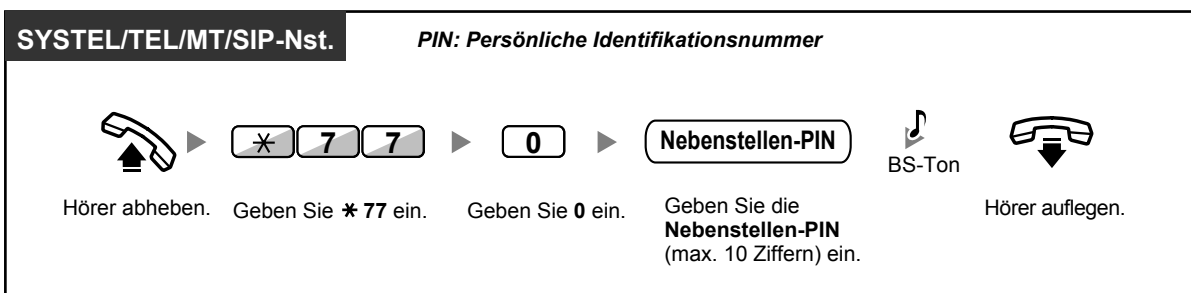 SYSTEL/TEL/MT/SIP-Nst.
PIN: Persönliche Identifikationsnummer
* 7 7
0
Nebenstellen-PIN
BS-Ton
Hörer abheben.
Geben Sie * 77 ein.
Geben Sie 0 ein.
Geben Sie die
Nebenstellen-PIN
(max. 10 Ziffern) ein.
Hörer auflegen.